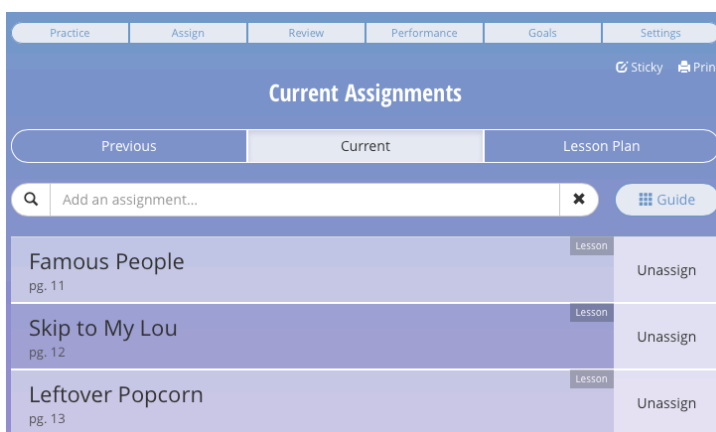 Practice Assign Review Performance Goals Settings
Sticky Prin
Current Assignments
Previous Current Lesson Plan
Add an assignment... Guide
Lesson
Famous People
pg. 11
Unassign
Lesson
Skip to My Lou
pg. 12
Unassign
Lesson
Leftover Popcorn
pg. 13
Unassign